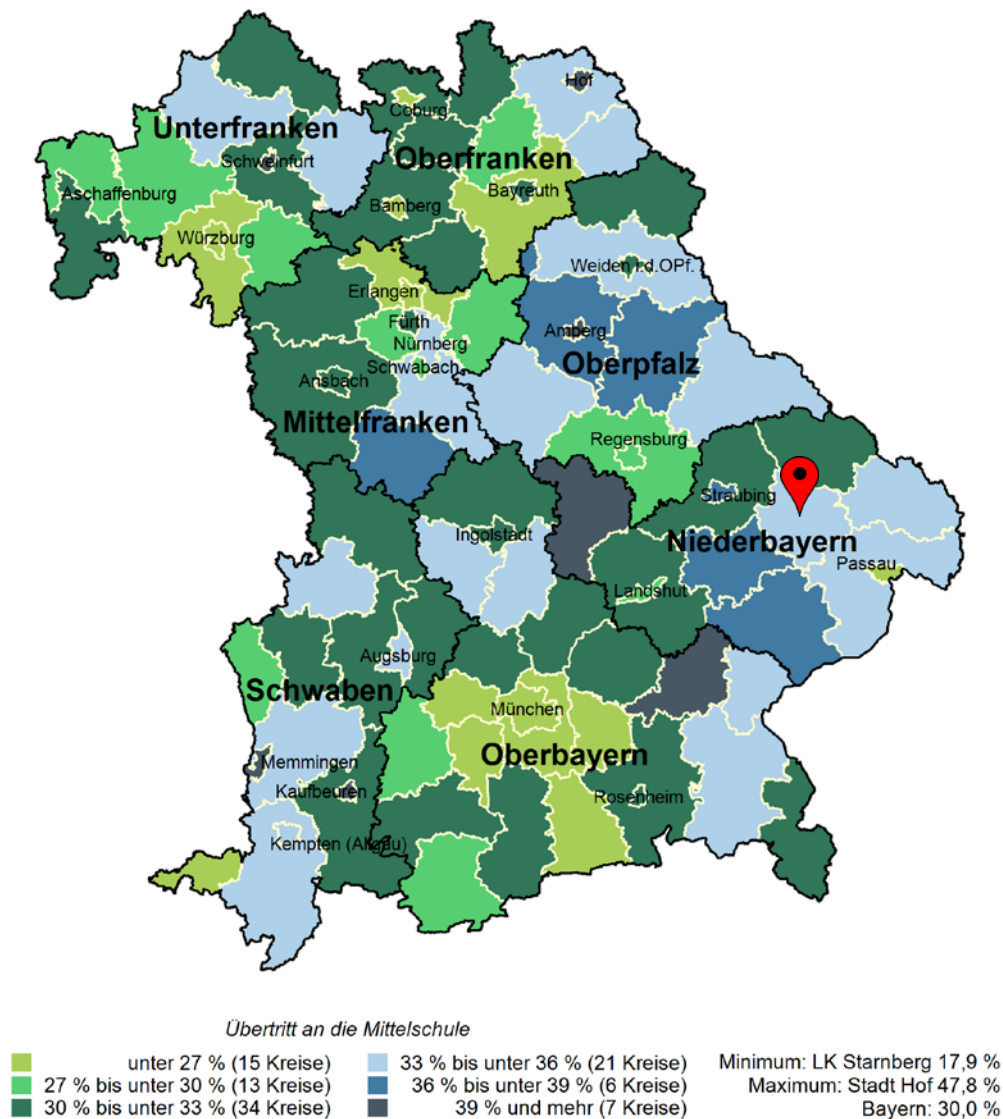 Hof
Coburg
Unterfranken
Oberfranken
Schweinfurt
Aschaffenburg
Bayreuth
Bamberg
Würzburg
Weiden i.d.OPf.
Erlangen
Fürth
Amberg
Nürnberg
Oberpfalz
Schwabach
Ansbach
Mittelfranken
Regensburg
Straubing
Ingolstadt
Niederbayern
Passau
Landshut
Augsburg
Schwaben
München
Oberbayern
Memmingen
Kaufbeuren
Rosenheim
Kempten (Allgäu)
Übertritt an die Mittelschule
unter 27 % (15 Kreise)
27 % bis unter 30 % (13 Kreise)
30 % bis unter 33 % (34 Kreise)
33 % bis unter 36 % (21 Kreise)
36 % bis unter 39 % (6 Kreise)
39 % und mehr (7 Kreise)
Minimum: LK Starnberg 17,9 %
Maximum: Stadt Hof 47,8 %
Bayern: 30,0 %